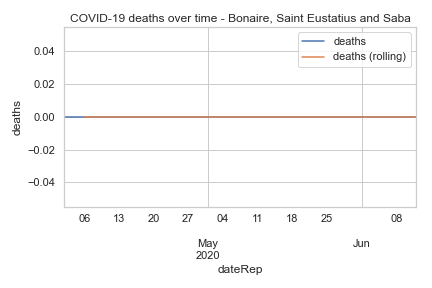 COVID-19 deaths over time - Bonaire, Saint Eustatius and Saba
deaths
deaths (rolling)
0.04
0.02
0.00
−0.02
−0.04
deaths
06 13 20 27 04 11 18 25 08
May Jun
2020
dateRep